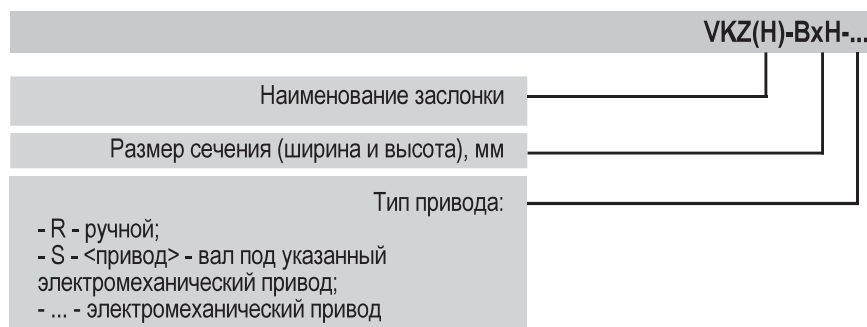 VKZ(H)-BxH-...
Наименование заслонки
Размер сечения (ширина и высота), мм
Тип привода:
- R - ручной;
- S - <привод> - вал под указанный
электромеханический привод;
- ... - электромеханический привод